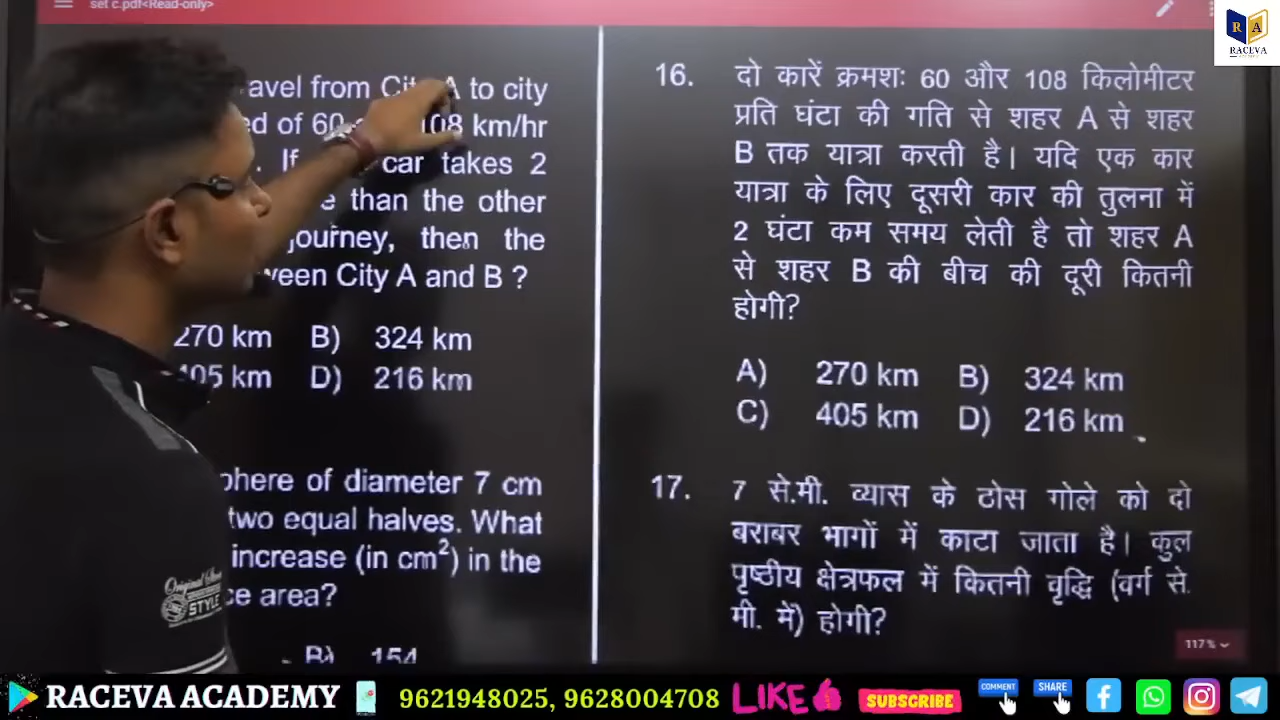 set c.pdf<Read-only>
RACEVA
avel from City A to city
ed of 60 108 km/hr
. If car takes 2
e than the other
journey, then the
ween City A and B ?
270 km B) 324 km
405 km D) 216 km
phere of diameter 7 cm
two equal halves. What
increase (in cm²) in the
ce area?
B) 154
16. दो कारें क्रमशः 60 और 108 किलोमीटर
प्रति घंटा की गति से शहर A से शहर
B तक यात्रा करती है। यदि एक कार
यात्रा के लिए दूसरी कार की तुलना में
2 घंटा कम समय लेती है तो शहर A
से शहर B की बीच की दूरी कितनी
होगी?
A) 270 km B) 324 km
C) 405 km D) 216 km
17. 7 से.मी. व्यास के ठोस गोले को दो
बराबर भागों में काटा जाता है। कुल
पृष्ठीय क्षेत्रफल में कितनी वृद्धि (वर्ग से.
मी. में) होगी?
117%
Original
STYLE
RACEVA ACADEMY 9621948025, 9628004708 LIKE SUBSCRIBE COMMENT SHARE